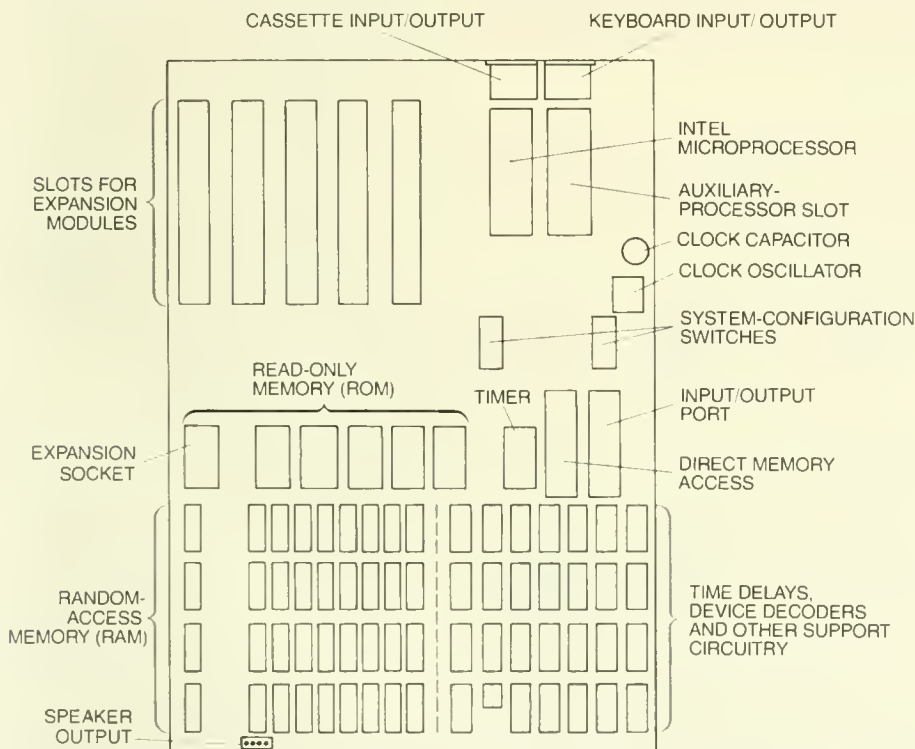 CASSETTE INPUT/OUTPUT
KEYBOARD INPUT/ OUTPUT
INTEL
MICROPROCESSOR
SLOTS FOR
EXPANSION
MODULES
AUXILIARY-
PROCESSOR SLOT
CLOCK CAPACITOR
CLOCK OSCILLATOR
SYSTEM-CONFIGURATION
SWITCHES
READ-ONLY
MEMORY (ROM)
TIMER
INPUT/OUTPUT
PORT
EXPANSION
SOCKET
DIRECT MEMORY
ACCESS
RANDOM-
ACCESS
MEMORY (RAM)
TIME DELAYS,
DEVICE DECODERS
AND OTHER SUPPORT
CIRCUITRY
SPEAKER
OUTPUT